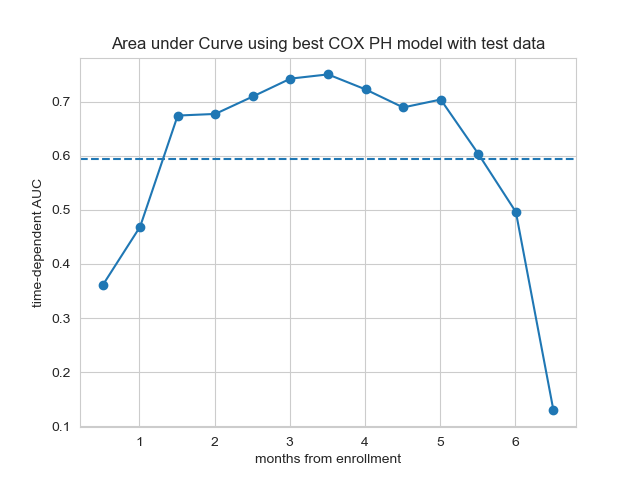 Area under Curve using best COX PH model with test data
time-dependent AUC
0.7
0.6
0.5
0.4
0.3
0.2
0.1
1 2 3 4 5 6
months from enrollment